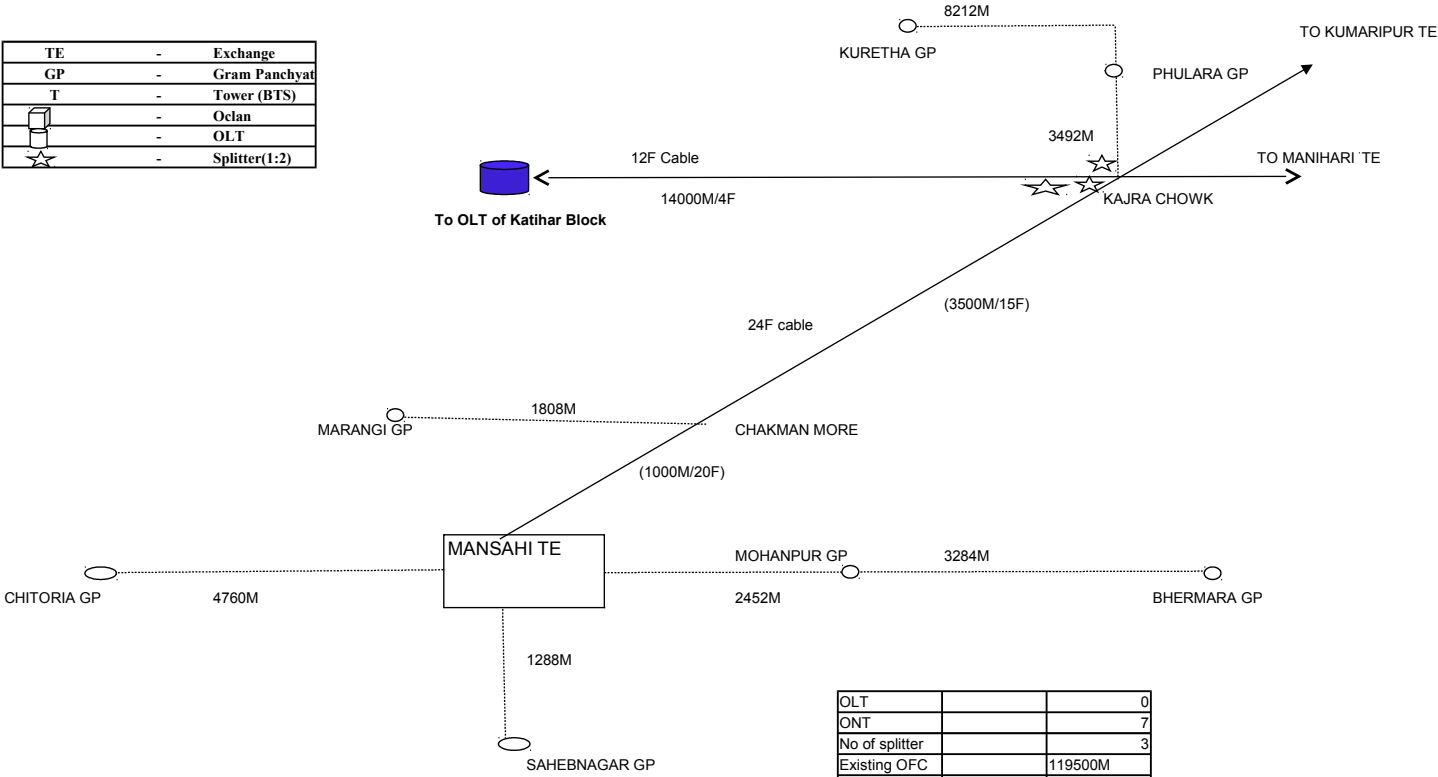 TE - Exchange
GP - Gram Panchyat
T - Tower (BTS)
- Oclan
- OLT
- Splitter(1:2)
8212M
KURETHA GP
TO KUMARIPUR TE
PHULARA GP
3492M
12F Cable
TO MANIHARI TE
14000M/4F
KAJRA CHOWK
To OLT of Katihar Block
(3500M/15F)
24F cable
1808M
MARANGI GP
CHAKMAN MORE
(1000M/20F)
MANSAHI TE
MOHANPUR GP
3284M
CHITORIA GP
4760M
2452M
BHERMARA GP
1288M
SAHEBNAGAR GP
OLT 0
ONT 7
No of splitter 3
Existing OFC 119500M